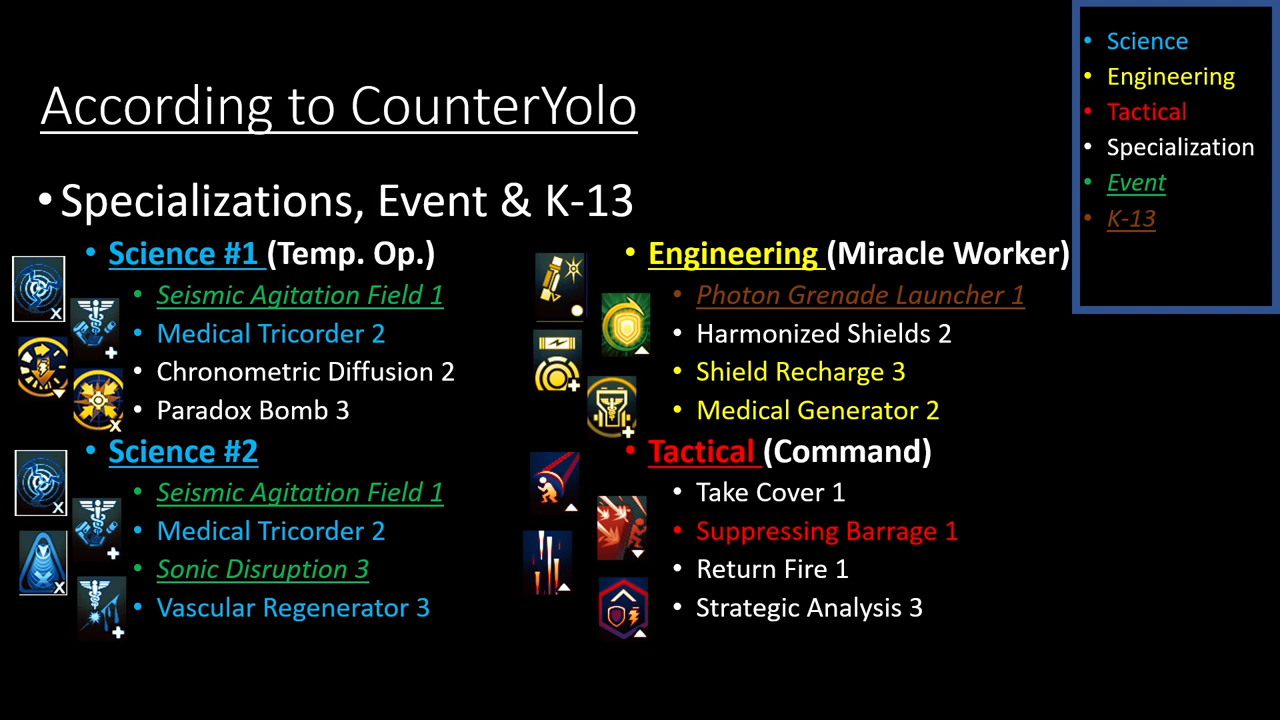 According to CounterYolo
• Specializations, Event & K-13
• Science #1 (Temp. Op.)
• Seismic Agitation Field 1
• Medical Tricorder 2
• Chronometric Diffusion 2
• Paradox Bomb 3
• Science #2
• Seismic Agitation Field 1
• Medical Tricorder 2
• Sonic Disruption 3
• Vascular Regenerator 3
• Engineering (Miracle Worker)
• Photon Grenade Launcher 1
• Harmonized Shields 2
• Shield Recharge 3
• Medical Generator 2
• Tactical (Command)
• Take Cover 1
• Suppressing Barrage 1
• Return Fire 1
• Strategic Analysis 3
• Science
• Engineering
• Tactical
• Specialization
• Event
• K-13